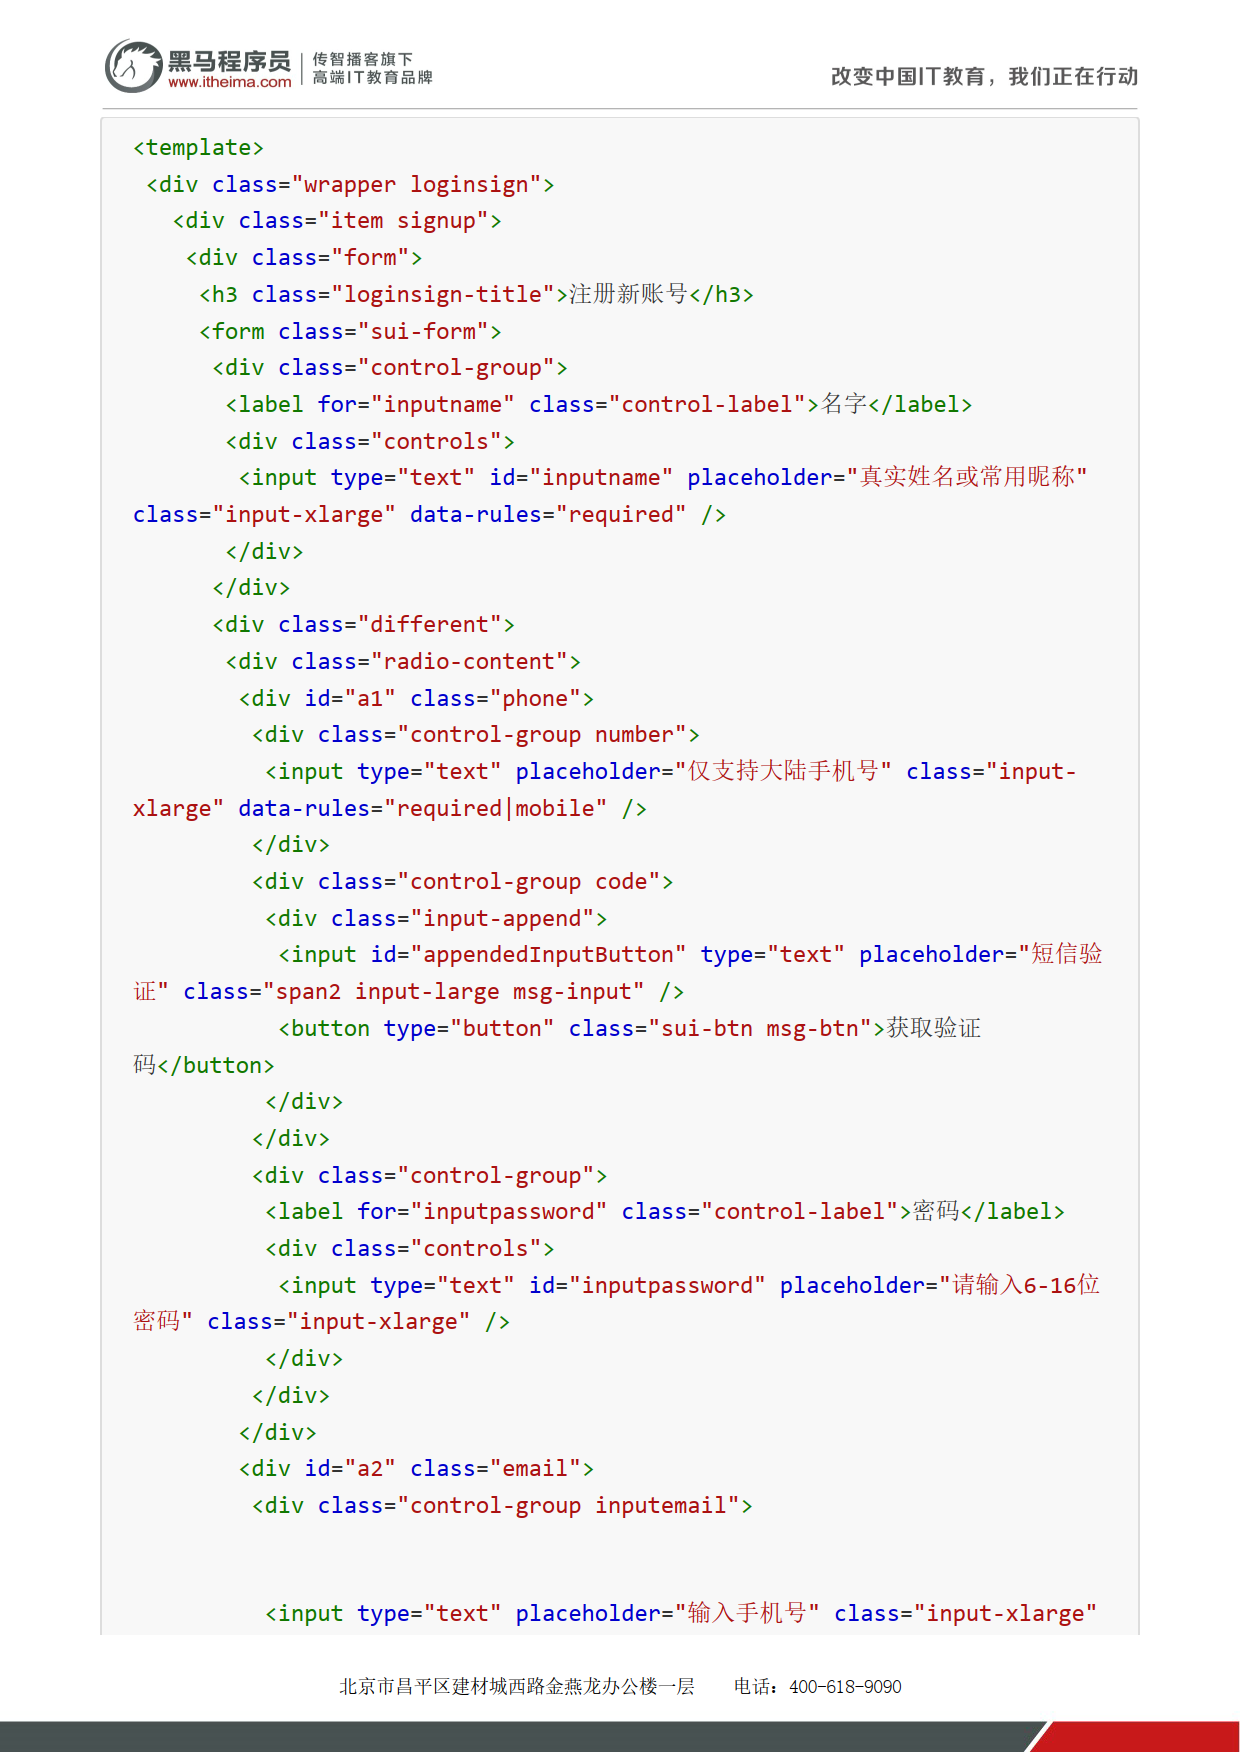 黑马程序员
www.itheima.com
传智播客旗下
高端IT教育品牌
改变中国IT教育，我们正在行动
<template>
<div class="wrapper loginsign">
<div class="item signup">
<div class="form">
<h3 class="loginsign-title">注册新账号</h3>
<form class="sui-form">
<div class="control-group">
<label for="inputname" class="control-label">名字</label>
<div class="controls">
<input type="text" id="inputname" placeholder="真实姓名或常用昵称"
class="input-xlarge" data-rules="required" />
</div>
</div>
<div class="different">
<div class="radio-content">
<div id="a1" class="phone">
<div class="control-group number">
<input type="text" placeholder="仅支持大陆手机号" class="input-
xlarge" data-rules="required|mobile" />
</div>
<div class="control-group code">
<div class="input-append">
<input id="appendedInputButton" type="text" placeholder="短信验
证" class="span2 input-large msg-input" />
<button type="button" class="sui-btn msg-btn">获取验证
码</button>
</div>
</div>
<div class="control-group">
<label for="inputpassword" class="control-label">密码</label>
<div class="controls">
<input type="text" id="inputpassword" placeholder="请输入6-16位
密码" class="input-xlarge" />
</div>
</div>
</div>
<div id="a2" class="email">
<div class="control-group inputemail">
<input type="text" placeholder="输入手机号" class="input-xlarge"
北京市昌平区建材城西路金燕龙办公楼一层 电话：400-618-9090